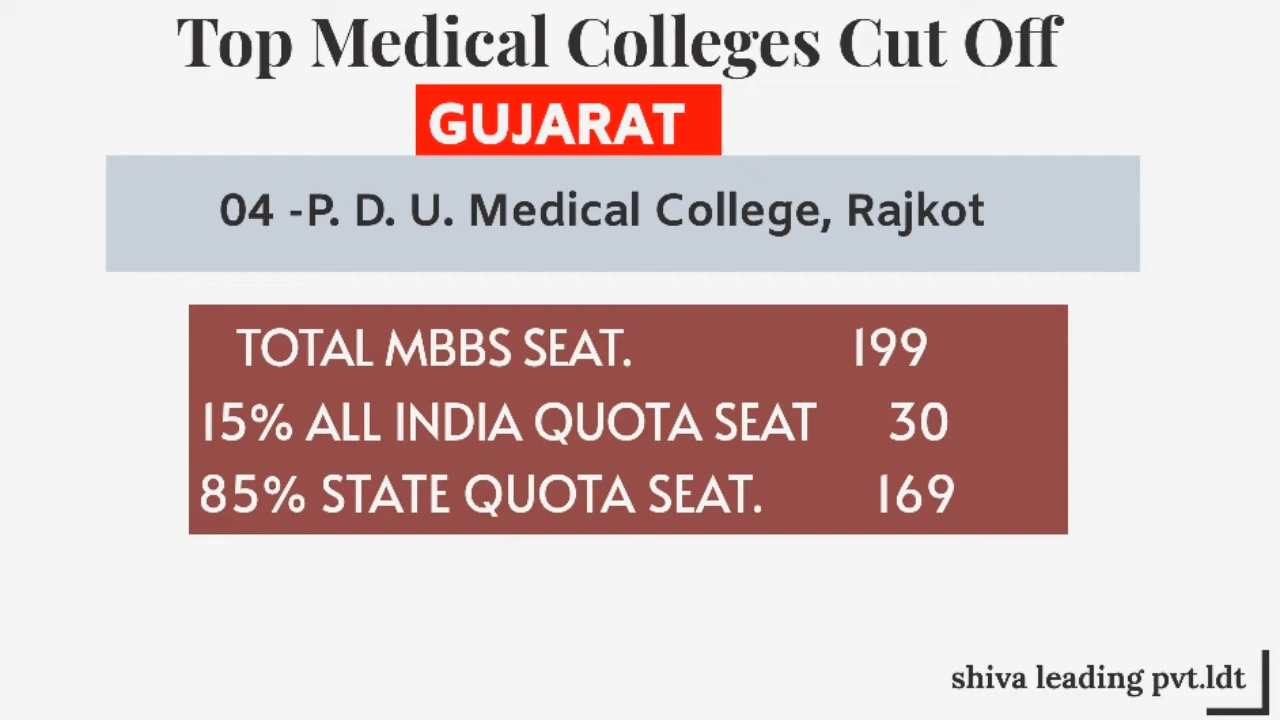 Top Medical Colleges Cut Off
GUJARAT
04 -P. D. U. Medical College, Rajkot
TOTAL MBBS SEAT. 199
15% ALL INDIA QUOTA SEAT 30
85% STATE QUOTA SEAT. 169
shiva leading pvt.ldt